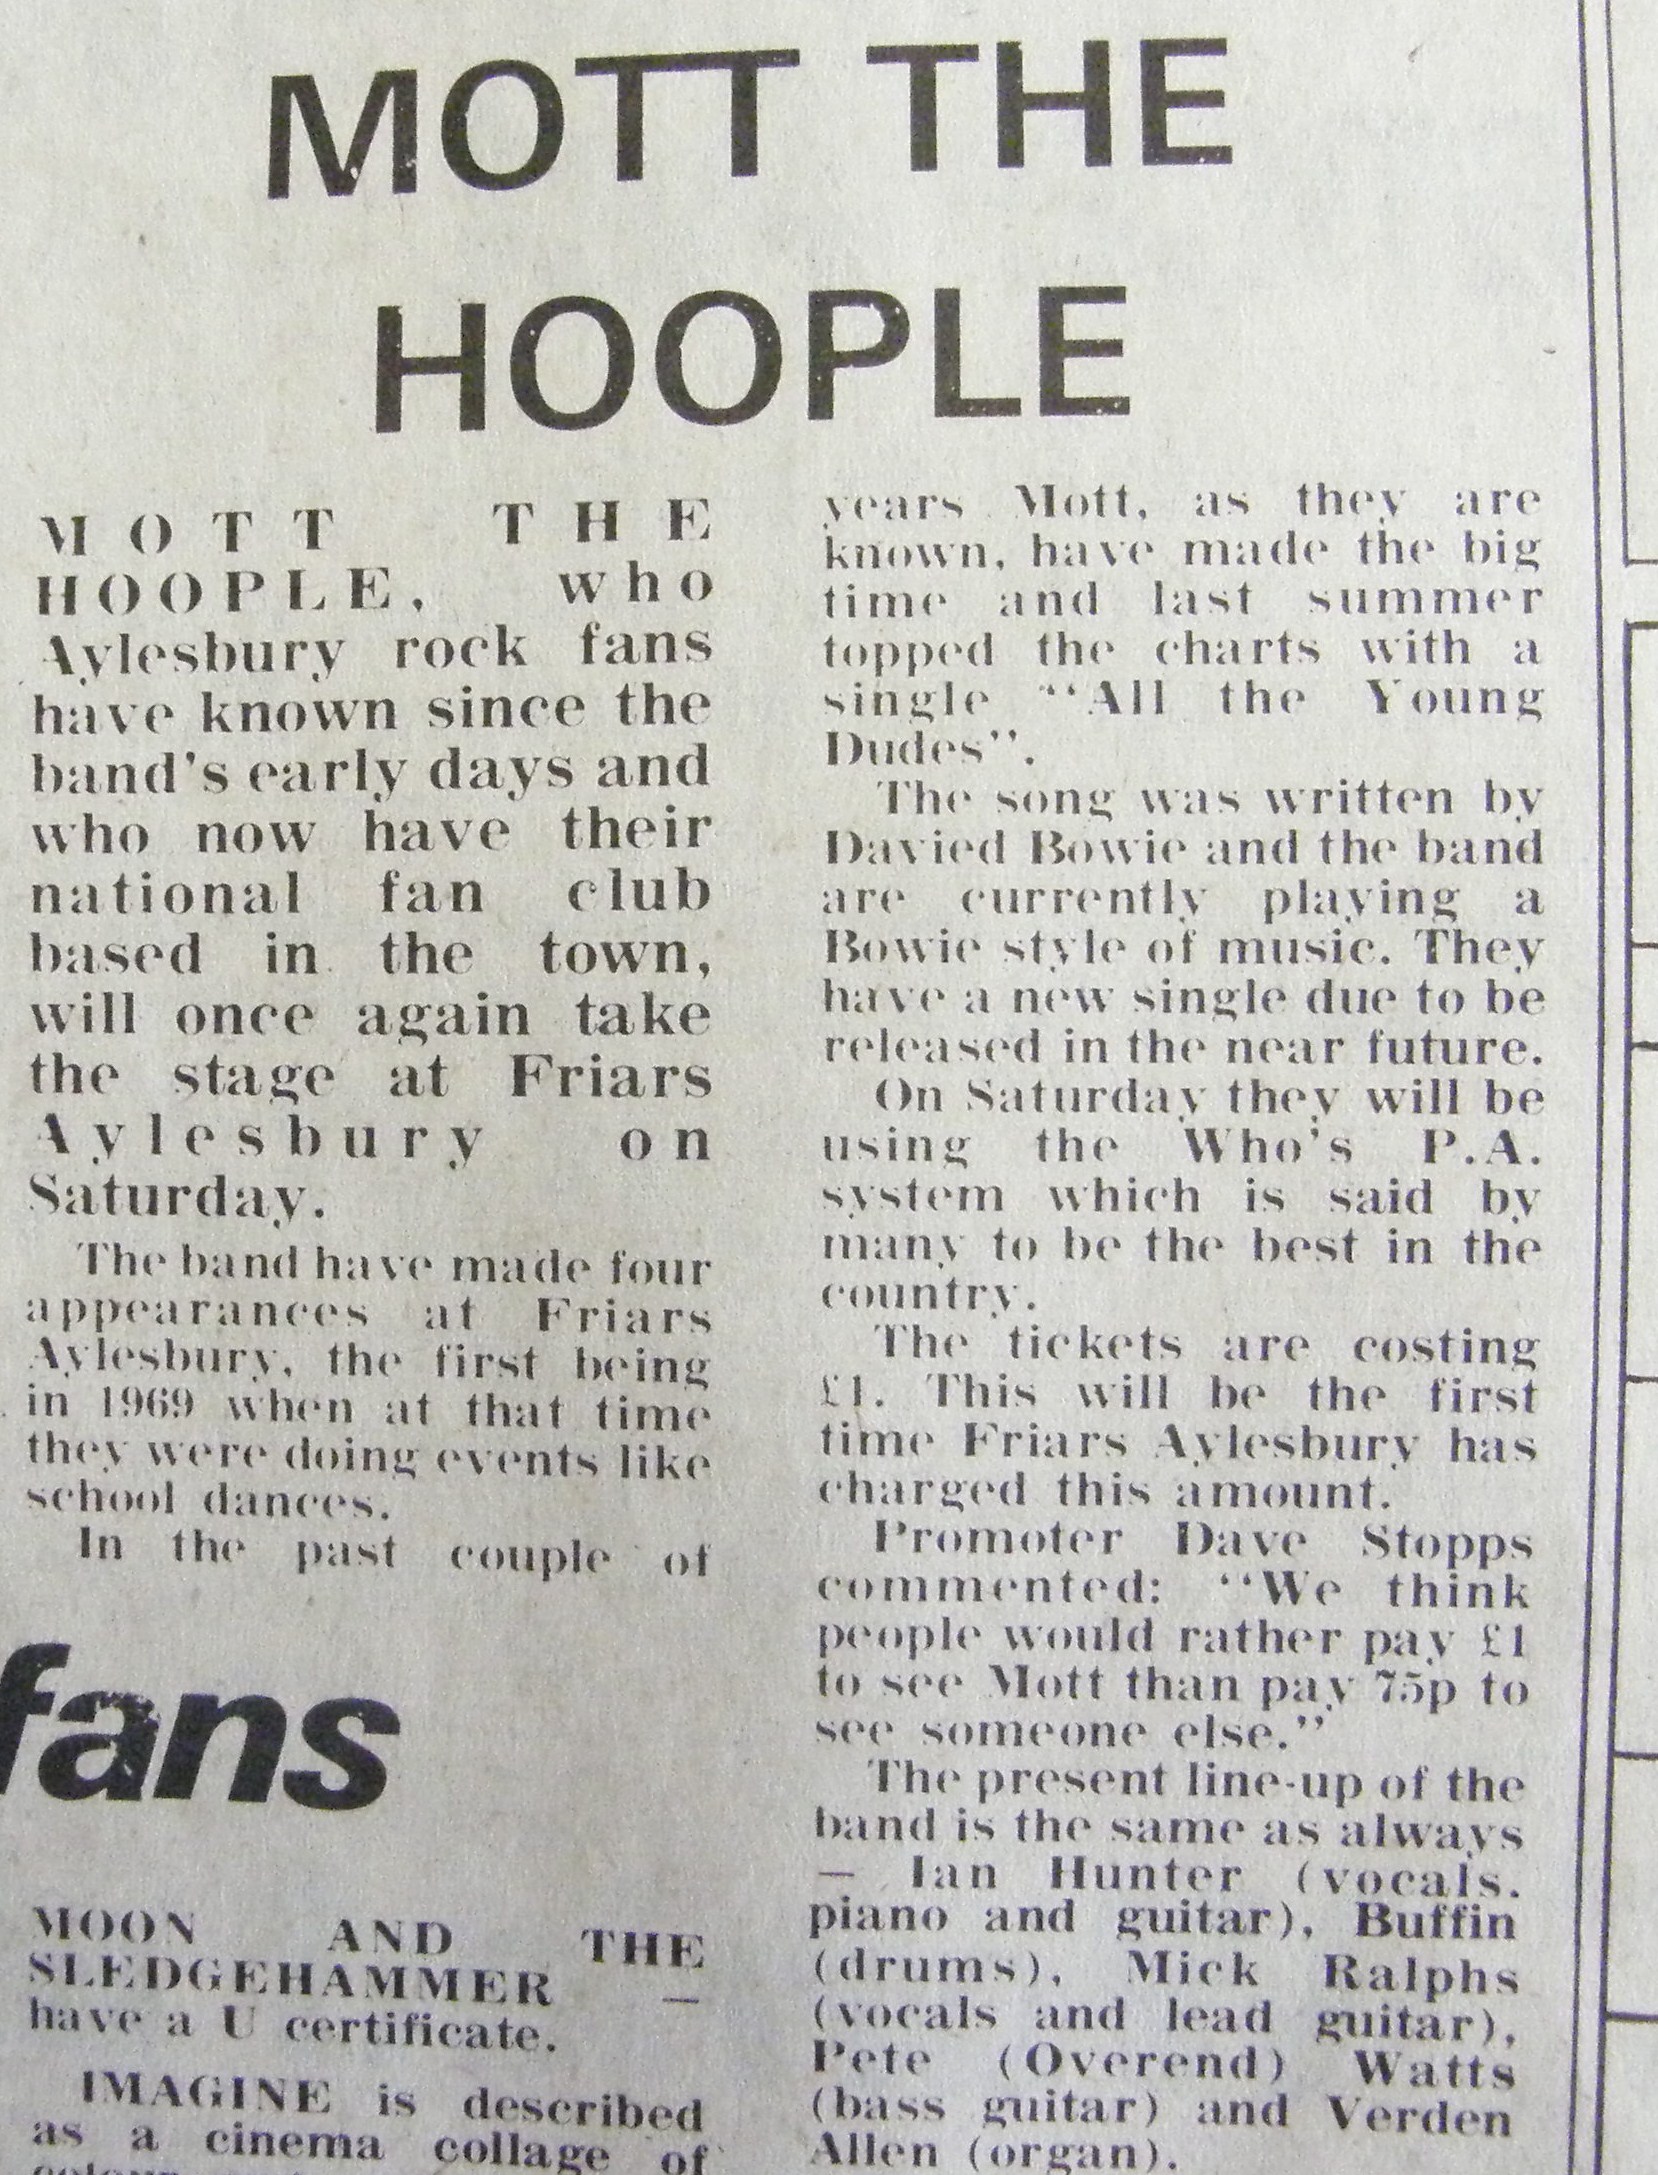 MOTT THE
HOOPLE
MOTT THE
HOOPLE, who
Aylesbury rock fans
have known since the
band's early days and
who now have their
national fan club
based in the town,
will once again take
the stage at Friars
Aylesbury on
Saturday.
The band have made four
appearances at Friars
Aylesbury, the first being
in 1969 when at that time
they were doing events like
school dances.
In the past couple of
years Mott, as they are
known, have made the big
time and last summer
topped the charts with a
single "All the Young
Dudes".
The song was written by
Davied Bowie and the band
are currently playing a
Bowie style of music. They
have a new single due to be
released in the near future.
On Saturday they will be
using the Who's P.A.
system which is said by
many to be the best in the
country.
The tickets are costing
£1. This will be the first
time Friars Aylesbury has
charged this amount.
Promoter Dave Stopps
commented: "We think
people would rather pay £1
to see Mott than pay 75p to
see someone else."
The present line-up of the
band is the same as always
— Ian Hunter (vocals.
piano and guitar), Buffin
(drums), Mick Ralphs
(vocals and lead guitar),
Pete (Overend) Watts
(bass guitar) and Verden
Allen (organ).
fans
MOON AND THE
SLEDGEHAMMER —
have a U certificate.
IMAGINE is described
as a cinema collage of